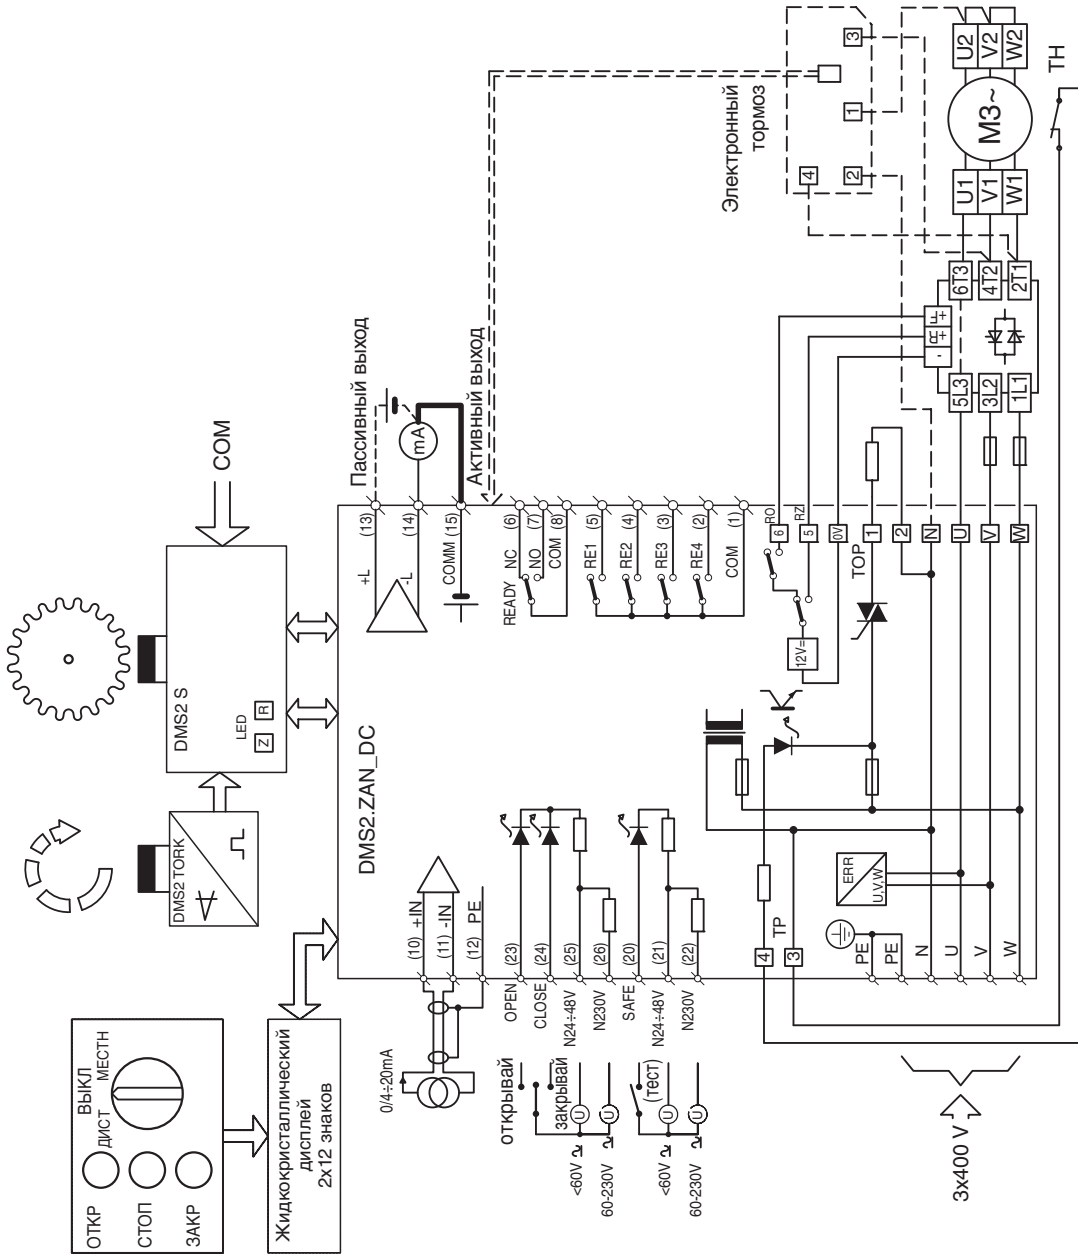 ОТКР
СТОП
ЗАКР
ДИСТ
ВЫКЛ
МЕСТН
Жидкокристаллический
дисплей
2x12 знаков
DMS2 TORK
DMS2 S
LED
Z
R
COM
DMS2.ZAN_DC
0/4÷20mA
(10) +IN
(11) -IN
(12) PE
открывай
закрывай
OPEN (23)
CLOSE (24)
N24÷48V (25)
N230V (26)
<60V
U
60-230V
U
(тест)
SAFE (20)
N24÷48V (21)
N230V (22)
<60V
U
60-230V
U
4
TP
3
ERR
U,V,W
PE
PE
N
U
V
W
3x400 V
+L
(13)
-L
(14)
COMM (15)
Пассивный выход
mA
Активный выход
READY
NC (6)
NO (7)
COM (8)
RE1 (5)
RE2 (4)
RE3 (3)
RE4 (2)
COM (1)
12V=
RO
6
RZ
5
0V
TOP
1
2
N
U
V
W
-
+R
+F
5L3
3L2
1L1
6T3
4T2
2T1
Электронный
тормоз
4
2
1
3
U1
V1
W1
M3~
U2
V2
W2
TH